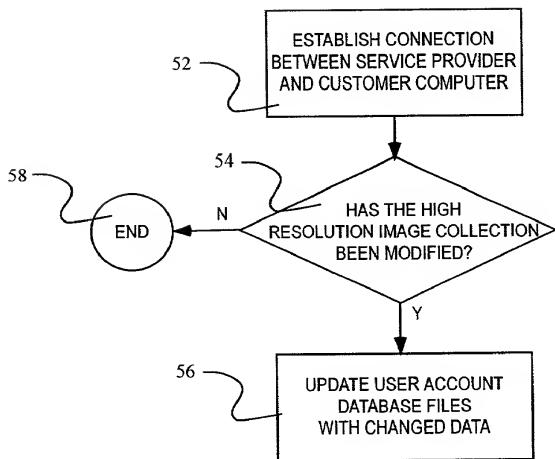 52
ESTABLISH CONNECTION
BETWEEN SERVICE PROVIDER
AND CUSTOMER COMPUTER
54
HAS THE HIGH
RESOLUTION IMAGE COLLECTION
BEEN MODIFIED?
58
END
N
Y
56
UPDATE USER ACCOUNT
DATABASE FILES
WITH CHANGED DATA